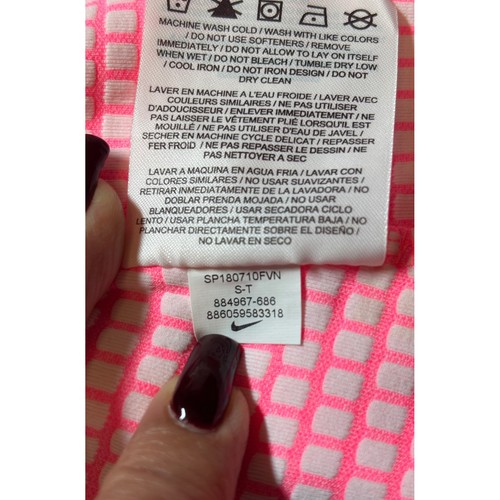 MACHINE WASH COLD / WASH WITH LIKE COLORS
/ DO NOT USE SOFTENERS / REMOVE
IMMEDIATELY / DO NOT ALLOW TO LAY ON ITSELF
WHEN WET / DO NOT BLEACH / TUMBLE DRY LOW
/ COOL IRON / DO NOT IRON DESIGN / DO NOT
DRY CLEAN
LAVER EN MACHINE A L'EAU FROIDE / LAVER AVEC
COULEURS SIMILAIRES / NE PAS UTILISER
D'ADOUCISSEUR / ENLEVER IMMEDIATEMENT / NE
PAS LAISSER LE VÊTEMENT PLIÉ LORSQU'IL EST
MOUILLÉ / NE PAS UTILISER D'EAU DE JAVEL /
SECHER EN MACHINE CYCLE DELICAT / REPASSER
FER FROID / NE PAS REPASSER LE DESSIN / NE
PAS NETTOYER A SEC
LAVAR A MAQUINA EN AGUA FRIA / LAVAR CON
COLORES SIMILARES / NO USAR SUAVIZANTES /
RETIRAR INMEDIATAMENTE DE LA LAVADORA / NO
DOBLAR PRENDA MOJADA / NO USAR
BLANQUEADORES / USAR SECADORA CICLO
LENTO / USAR PLANCHA TEMPERATURA BAJA / NO
PLANCHAR DIRECTAMENTE SOBRE EL DISEÑO /
NO LAVAR EN SECO
SP180710FVN
S-T
884967-686
886059583318